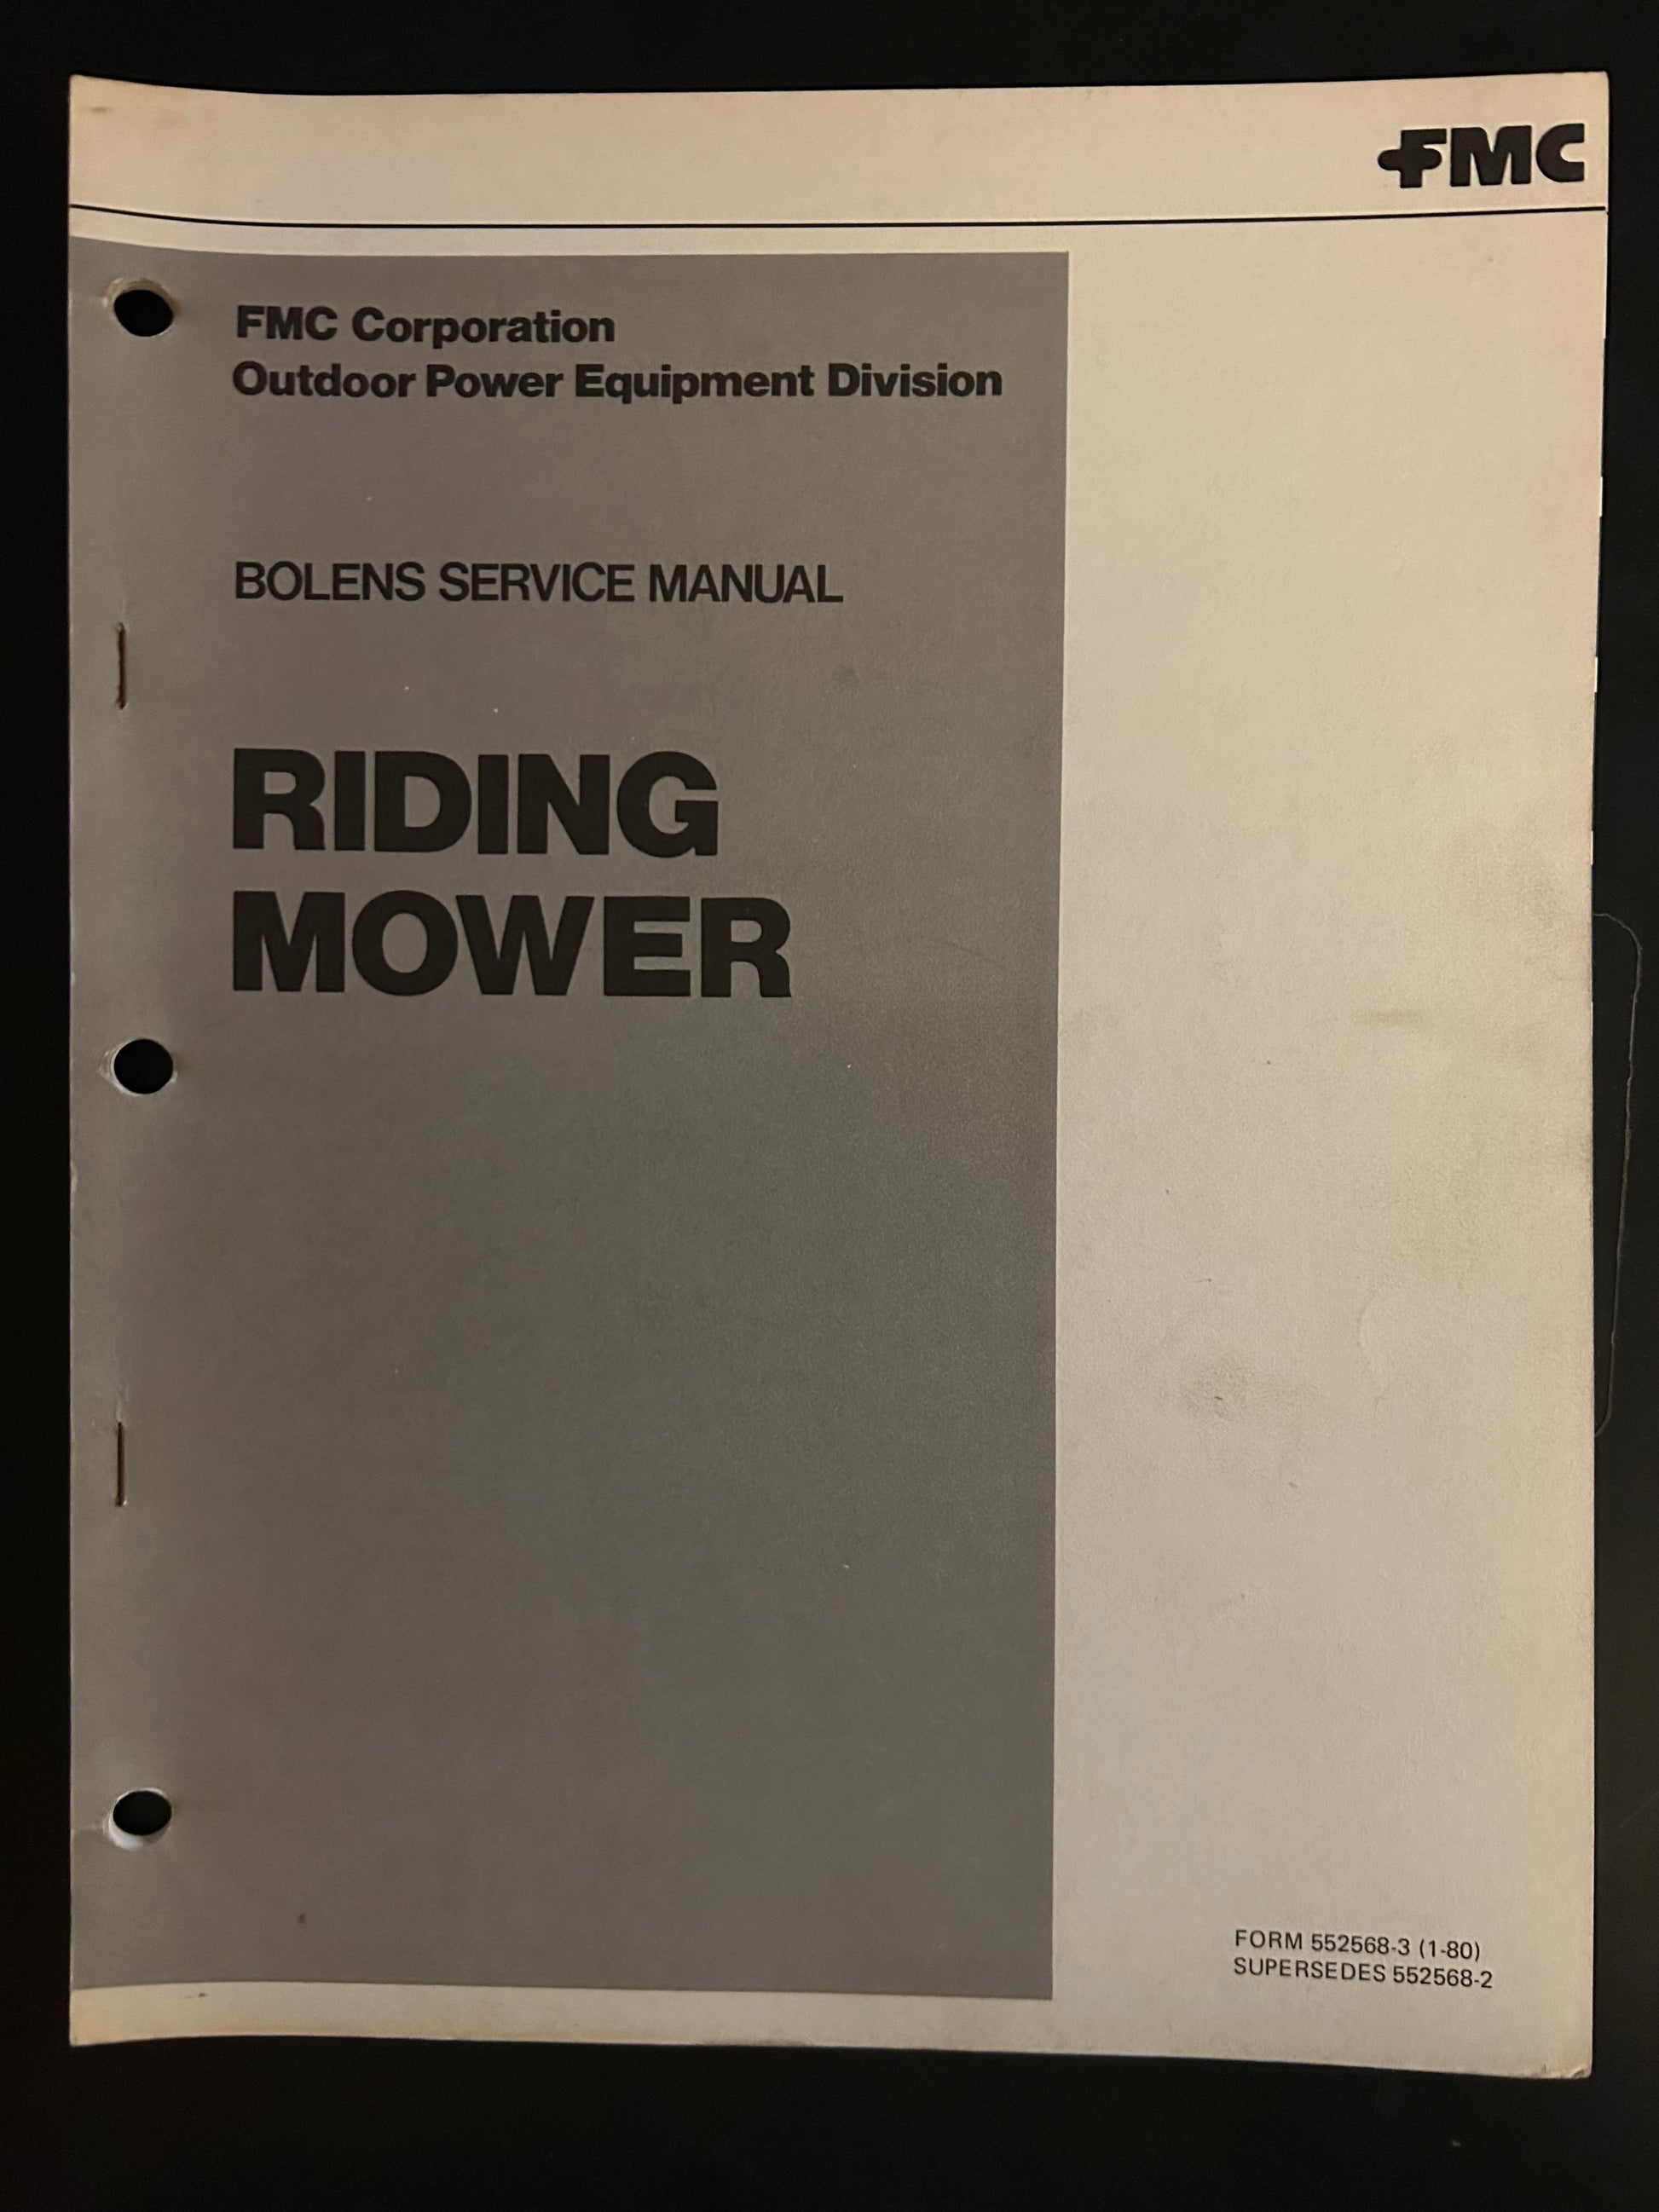 FMC
FMC Corporation
Outdoor Power Equipment Division
BOLENS SERVICE MANUAL
RIDING
MOWER
FORM 552568-3 (1-80)
SUPERSEDES 552568-2